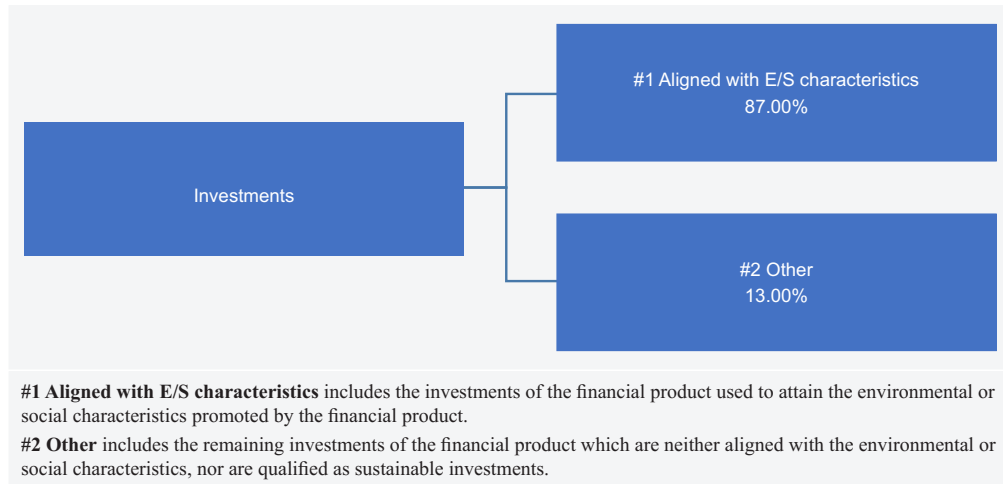 #1 Aligned with E/S characteristics
87.00%
Investments
#2 Other
13.00%
#1 Aligned with E/S characteristics includes the investments of the financial product used to attain the environmental or
social characteristics promoted by the financial product.
#2 Other includes the remaining investments of the financial product which are neither aligned with the environmental or
social characteristics, nor are qualified as sustainable investments.